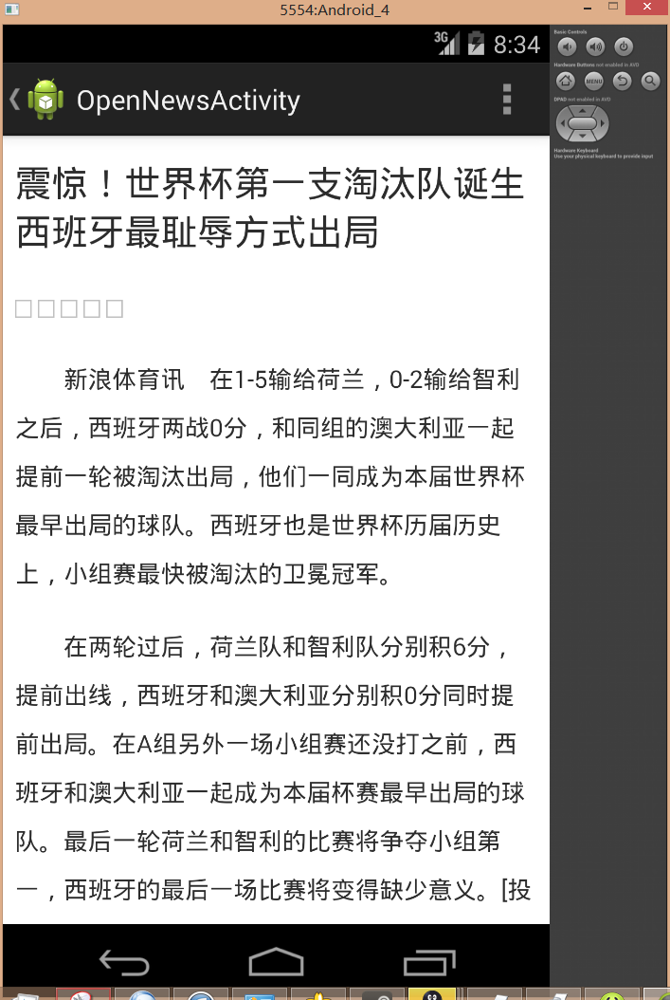 5554:Android_4
3G 8:34
OpenNewsActivity
震惊！世界杯第一支淘汰队诞生
西班牙最耻辱方式出局
新浪体育讯　在1-5输给荷兰，0-2输给智利
之后，西班牙两战0分，和同组的澳大利亚一起
提前一轮被淘汰出局，他们一同成为本届世界杯
最早出局的球队。西班牙也是世界杯历届历史
上，小组赛最快被淘汰的卫冕冠军。
在两轮过后，荷兰队和智利队分别积6分，
提前出线，西班牙和澳大利亚分别积0分同时提
前出局。在A组另外一场小组赛还没打之前，西
班牙和澳大利亚一起成为本届杯赛最早出局的球
队。最后一轮荷兰和智利的比赛将争夺小组第
一，西班牙的最后一场比赛将变得缺少意义。[投
Basic Controls
Hardware Buttons not enabled in AVD
MENU
DPAD not enabled in AVD
Hardware Keyboard
Use your physical keyboard to provide input